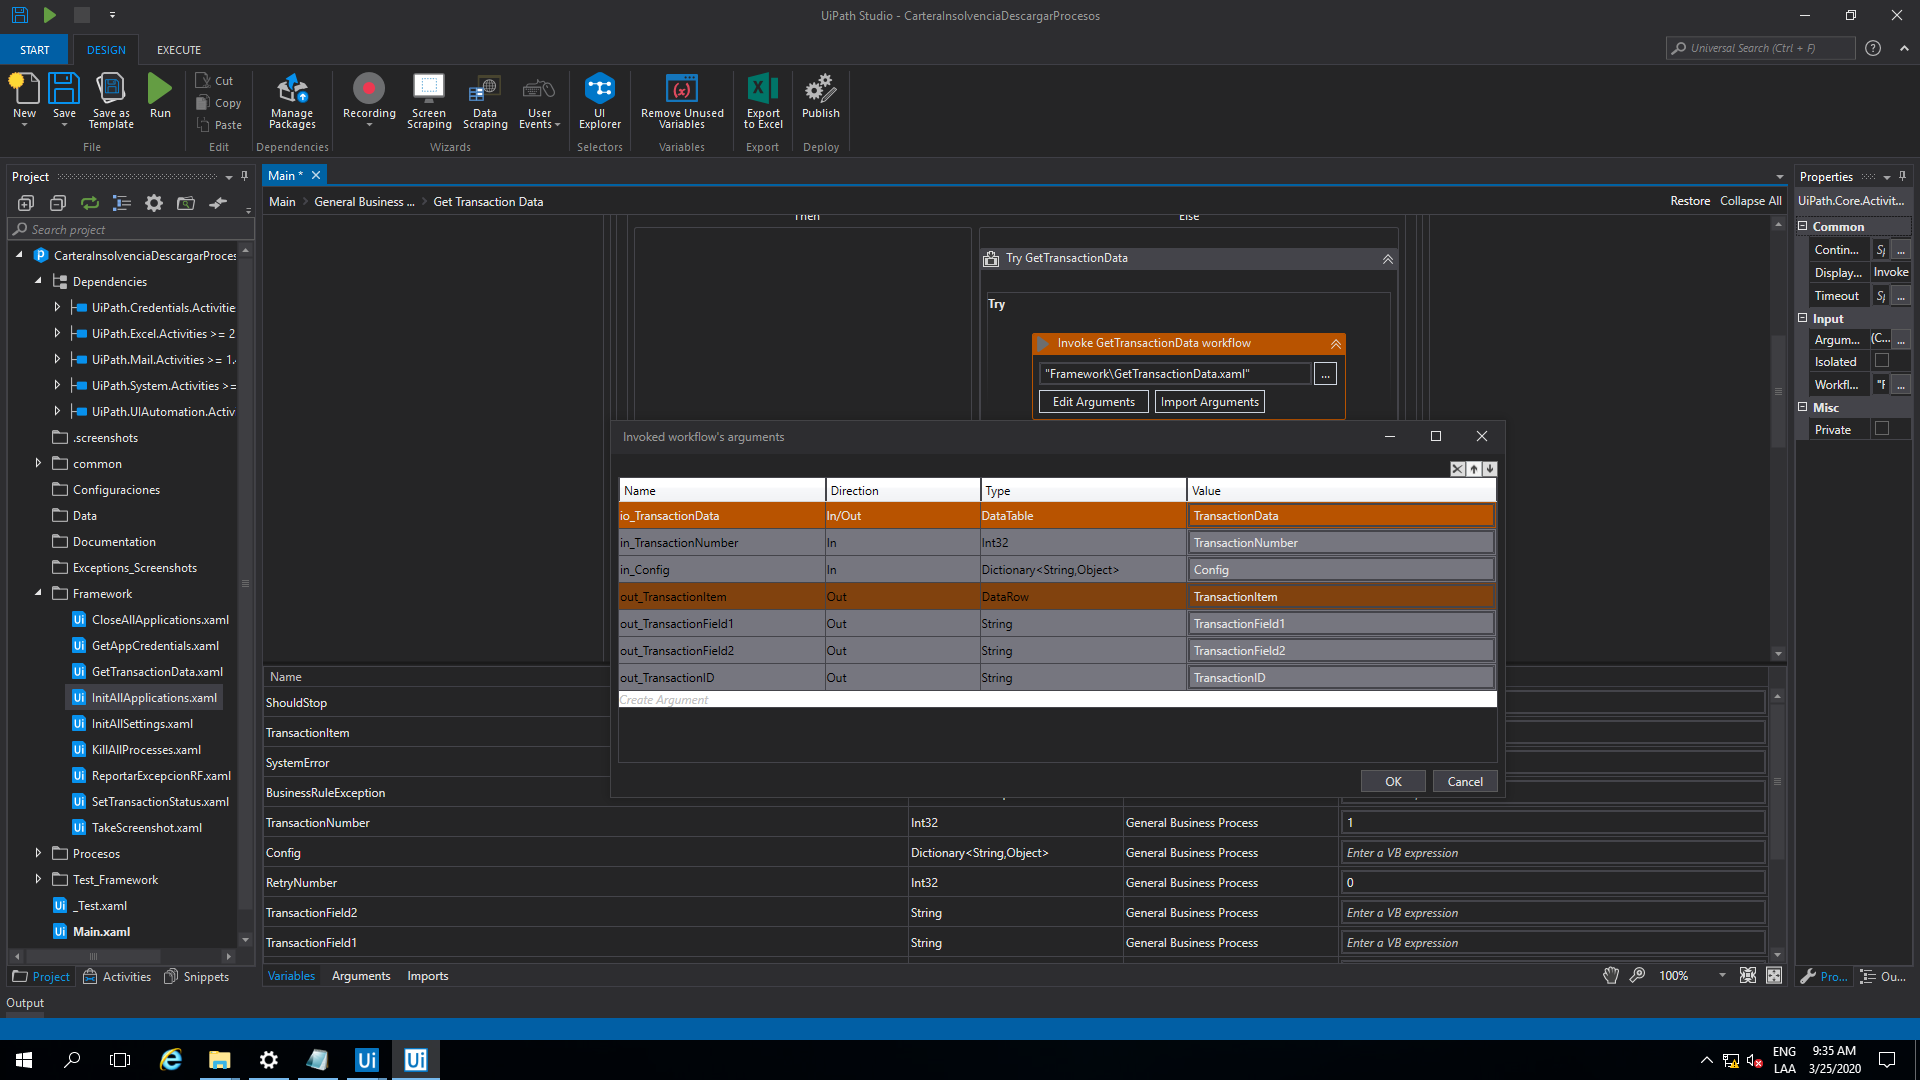 UiPath Studio - CarteraInsolvenciaDescargarProcesos
START
DESIGN
EXECUTE
Universal Search (Ctrl + F)
New
Save
Save as Template
Run
Cut
Copy
Paste
Manage Packages
Recording
Screen Scraping
Data Scraping
User Events
UI Explorer
Remove Unused Variables
Export to Excel
Publish
File
Edit
Dependencies
Wizards
Selectors
Variables
Export
Deploy
Project
Main *
Properties
Main
General Business ...
Get Transaction Data
Restore
Collapse All
UiPath.Core.Activit...
Search project
Then
Else
Common
CarteraInsolvenciaDescargarProces
Contin...
Dependencies
Try GetTransactionData
Display...
Invoke
UiPath.Credentials.Activitie
Try
Timeout
UiPath.Excel.Activities >= 2
Invoke GetTransactionData workflow
Input
UiPath.Mail.Activities >= 1.
"Framework\GetTransactionData.xaml"
...
Argum...
(C...
UiPath.System.Activities >=
Edit Arguments
Import Arguments
Isolated
UiPath.UIAutomation.Activ
Workfl...
Misc
Private
.screenshots
common
Configuraciones
Data
Documentation
Exceptions_Screenshots
Framework
CloseAllApplications.xaml
GetAppCredentials.xaml
GetTransactionData.xaml
InitAllApplications.xaml
InitAllSettings.xaml
KillAllProcesses.xaml
ReportarExcepcionRF.xaml
SetTransactionStatus.xaml
TakeScreenshot.xaml
Procesos
Test_Framework
_Test.xaml
Main.xaml
Invoked workflow's arguments
Name Direction Type Value
io_TransactionData In/Out DataTable TransactionData
in_TransactionNumber In Int32 TransactionNumber
in_Config In Dictionary<String,Object> Config
out_TransactionItem Out DataRow TransactionItem
out_TransactionField1 Out String TransactionField1
out_TransactionField2 Out String TransactionField2
out_TransactionID Out String TransactionID
Create Argument
OK
Cancel
Name
ShouldStop
TransactionItem
SystemError
BusinessRuleException
TransactionNumber Int32 General Business Process 1
Config Dictionary<String,Object> General Business Process Enter a VB expression
RetryNumber Int32 General Business Process 0
TransactionField2 String General Business Process Enter a VB expression
TransactionField1 String General Business Process Enter a VB expression
Project
Activities
Snippets
Variables
Arguments
Imports
100%
Pro...
Ou...
Output
ENG
LAA
9:35 AM
3/25/2020